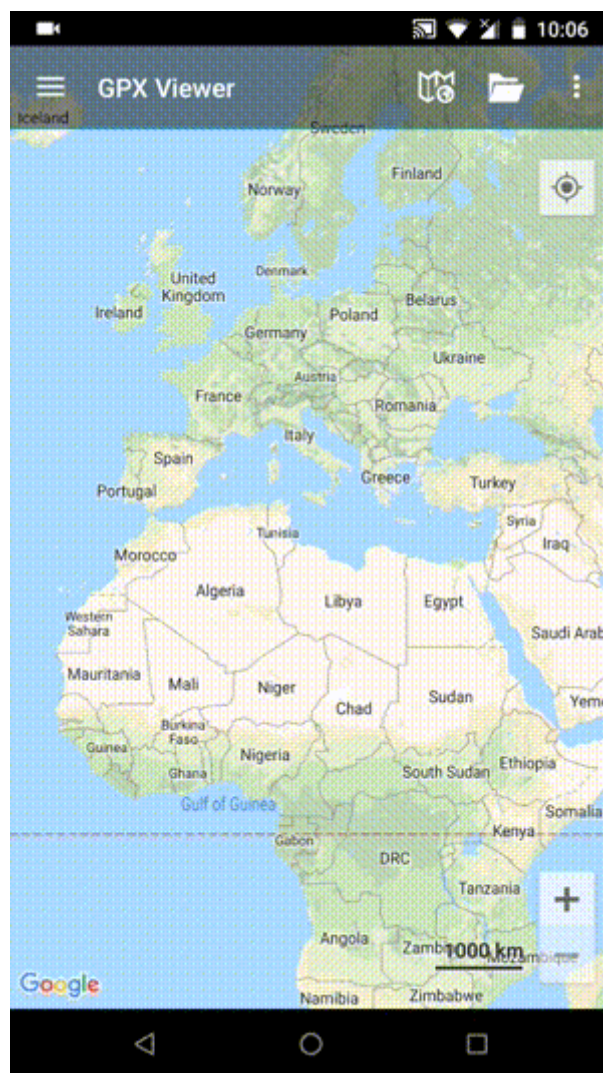 10:06
GPX Viewer
Iceland
Sweden
Finland
Norway
Denmark
United
Kingdom
Ireland
Belarus
Poland
Germany
Ukraine
Austria
France
Romania
Italy
Spain
Greece
Turkey
Portugal
Syria
Tunisia
Iraq
Morocco
Algeria
Libya
Egypt
Western
Sahara
Saudi Arab
Mauritania
Mali
Niger
Sudan
Chad
Yem
Burkina
Faso
Guinea
Nigeria
Ethiopia
Ghana
South Sudan
Gulf of Guinea
Somalia
Kenya
Gabon
DRC
Tanzania
Angola
Zambi
1000 km
Mozambique
Google
Namibia
Zimbabwe